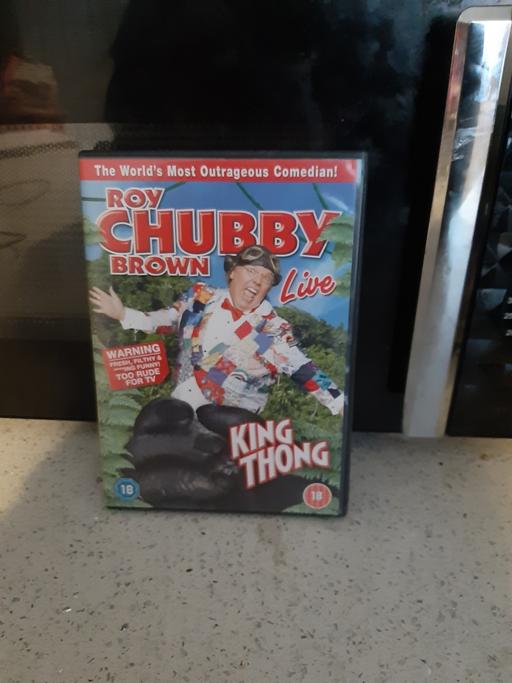 The World's Most Outrageous Comedian!
ROY
CHUBBY
BROWN
Live
WARNING
FRESH, FILTHY &
****ING FUNNY!
TOO RUDE
FOR TV
KING
THONG
18
18